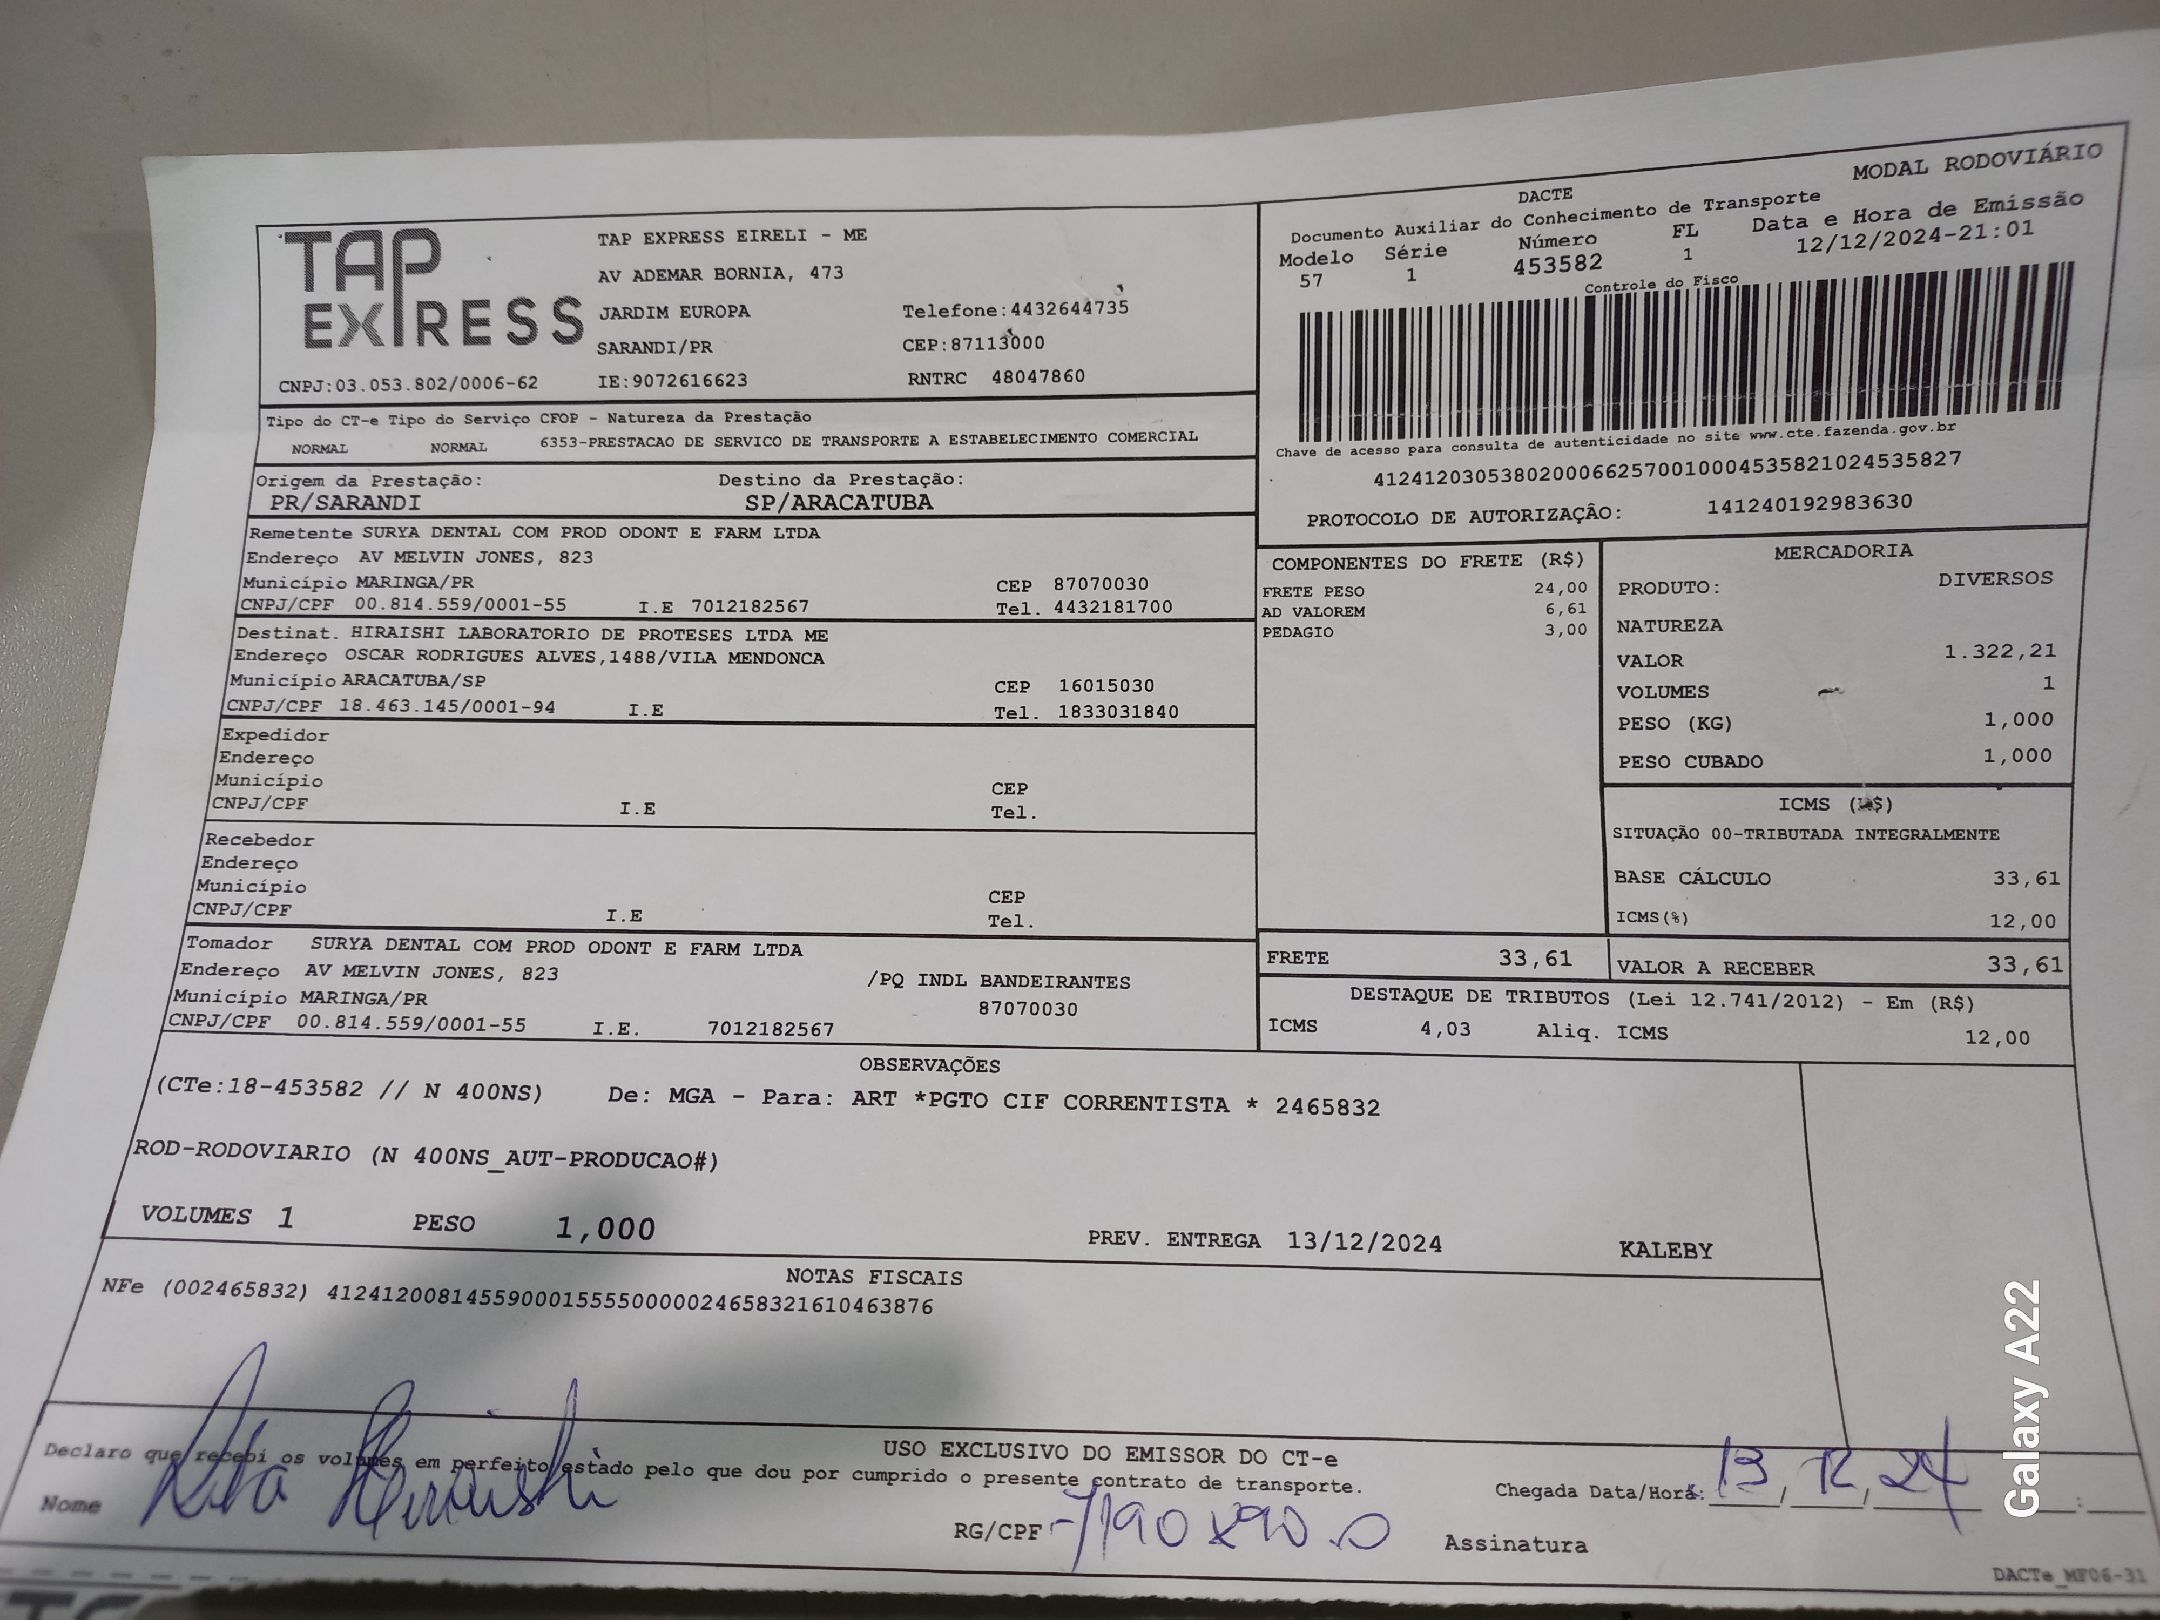 MODAL RODOVIÁRIO
TAP EXPRESS
TAP EXPRESS EIRELI - ME
AV ADEMAR BORNIA, 473
JARDIM EUROPA Telefone:4432644735
SARANDI/PR CEP:87113000
CNPJ:03.053.802/0006-62 IE:9072616623 RNTRC 48047860
DACTE
Documento Auxiliar do Conhecimento de Transporte
Modelo Série Número FL Data e Hora de Emissão
57 1 453582 1 12/12/2024-21:01
Controle do Fisco
Chave de acesso para consulta de autenticidade no site www.cte.fazenda.gov.br
41241203053802000662570010004535821024535827
PROTOCOLO DE AUTORIZAÇÃO: 141240192983630
Tipo do CT-e Tipo do Serviço CFOP - Natureza da Prestação
NORMAL NORMAL 6353-PRESTACAO DE SERVICO DE TRANSPORTE A ESTABELECIMENTO COMERCIAL
Origem da Prestação: Destino da Prestação:
PR/SARANDI SP/ARACATUBA
Remetente SURYA DENTAL COM PROD ODONT E FARM LTDA
Endereço AV MELVIN JONES, 823
Município MARINGA/PR CEP 87070030
CNPJ/CPF 00.814.559/0001-55 I.E 7012182567 Tel. 4432181700
Destinat. HIRAISHI LABORATORIO DE PROTESES LTDA ME
Endereço OSCAR RODRIGUES ALVES,1488/VILA MENDONCA
Município ARACATUBA/SP CEP 16015030
CNPJ/CPF 18.463.145/0001-94 I.E Tel. 1833031840
Expedidor
Endereço
Município CEP
CNPJ/CPF I.E Tel.
Recebedor
Endereço
Município CEP
CNPJ/CPF I.E Tel.
Tomador SURYA DENTAL COM PROD ODONT E FARM LTDA
Endereço AV MELVIN JONES, 823 /PQ INDL BANDEIRANTES
Município MARINGA/PR 87070030
CNPJ/CPF 00.814.559/0001-55 I.E. 7012182567
COMPONENTES DO FRETE (R$)
FRETE PESO 24,00
AD VALOREM 6,61
PEDAGIO 3,00
MERCADORIA
PRODUTO: DIVERSOS
NATUREZA
VALOR 1.322,21
VOLUMES 1
PESO (KG) 1,000
PESO CUBADO 1,000
ICMS (R$)
SITUAÇÃO 00-TRIBUTADA INTEGRALMENTE
BASE CÁLCULO 33,61
ICMS(%) 12,00
FRETE 33,61 VALOR A RECEBER 33,61
DESTAQUE DE TRIBUTOS (Lei 12.741/2012) - Em (R$)
ICMS 4,03 Aliq. ICMS 12,00
OBSERVAÇÕES
(CTe:18-453582 // N 400NS) De: MGA - Para: ART *PGTO CIF CORRENTISTA * 2465832
ROD-RODOVIARIO (N 400NS_AUT-PRODUCAO#)
VOLUMES 1 PESO 1,000 PREV. ENTREGA 13/12/2024 KALEBY
NOTAS FISCAIS
NFe (002465832) 41241200814559000155550000024658321610463876
USO EXCLUSIVO DO EMISSOR DO CT-e
Declaro que recebi os volumes em perfeito estado pelo que dou por cumprido o presente contrato de transporte.
Chegada Data/Hora: 13 12 24
Nome Hiraishi RG/CPF Assinatura
DACTe_MF06-31
Galaxy A22